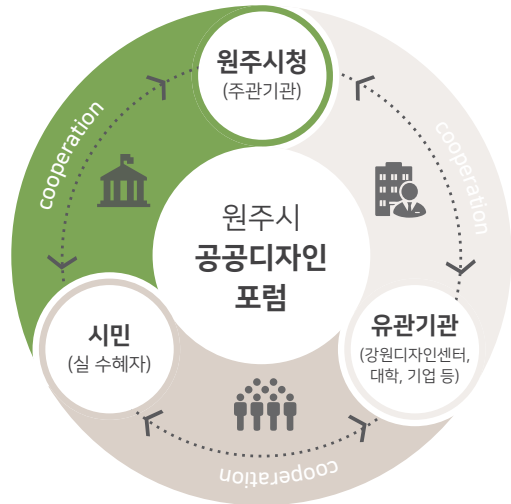 원주시청
(주관기관)
cooperation
cooperation
원주시
공공디자인
포럼
시민
(실 수혜자)
유관기관
(강원디자인센터,
대학, 기업 등)
cooperation